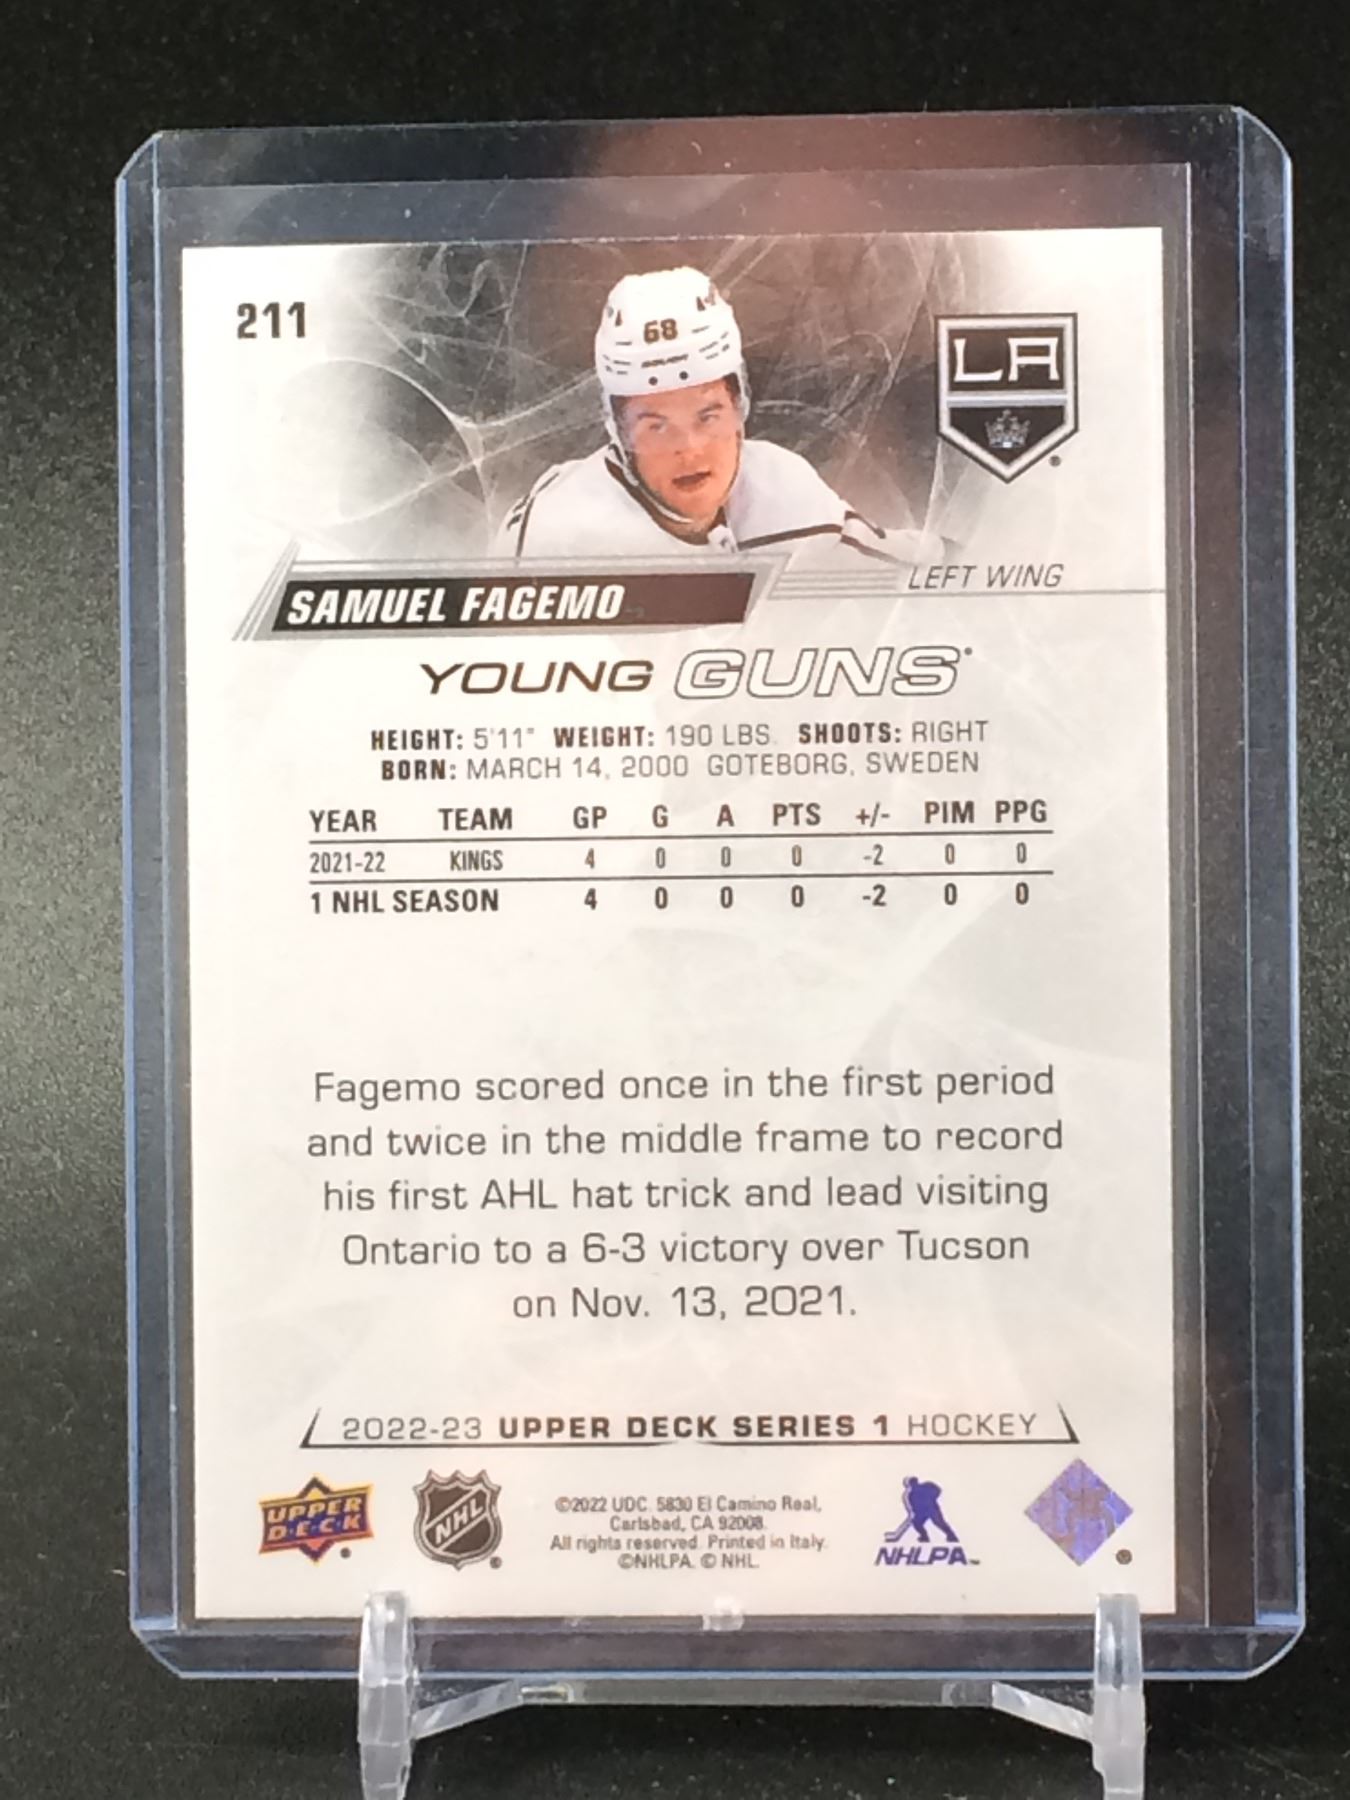 211
68
BAUER
LA
SAMUEL FAGEMO
LEFT WING
YOUNG GUNS
HEIGHT: 5'11" WEIGHT: 190 LBS. SHOOTS: RIGHT
BORN: MARCH 14, 2000 GOTEBORG, SWEDEN
YEAR TEAM GP G A PTS +/- PIM PPG
2021-22 KINGS 4 0 0 0 -2 0 0
1 NHL SEASON 4 0 0 0 -2 0 0
Fagemo scored once in the first period
and twice in the middle frame to record
his first AHL hat trick and lead visiting
Ontario to a 6-3 victory over Tucson
on Nov. 13, 2021.
2022-23 UPPER DECK SERIES 1 HOCKEY
UPPER
D·E·C·K
NHL
©2022 UDC. 5830 El Camino Real,
Carlsbad, CA 92008.
All rights reserved. Printed in Italy.
©NHLPA. © NHL.
NHLPA™